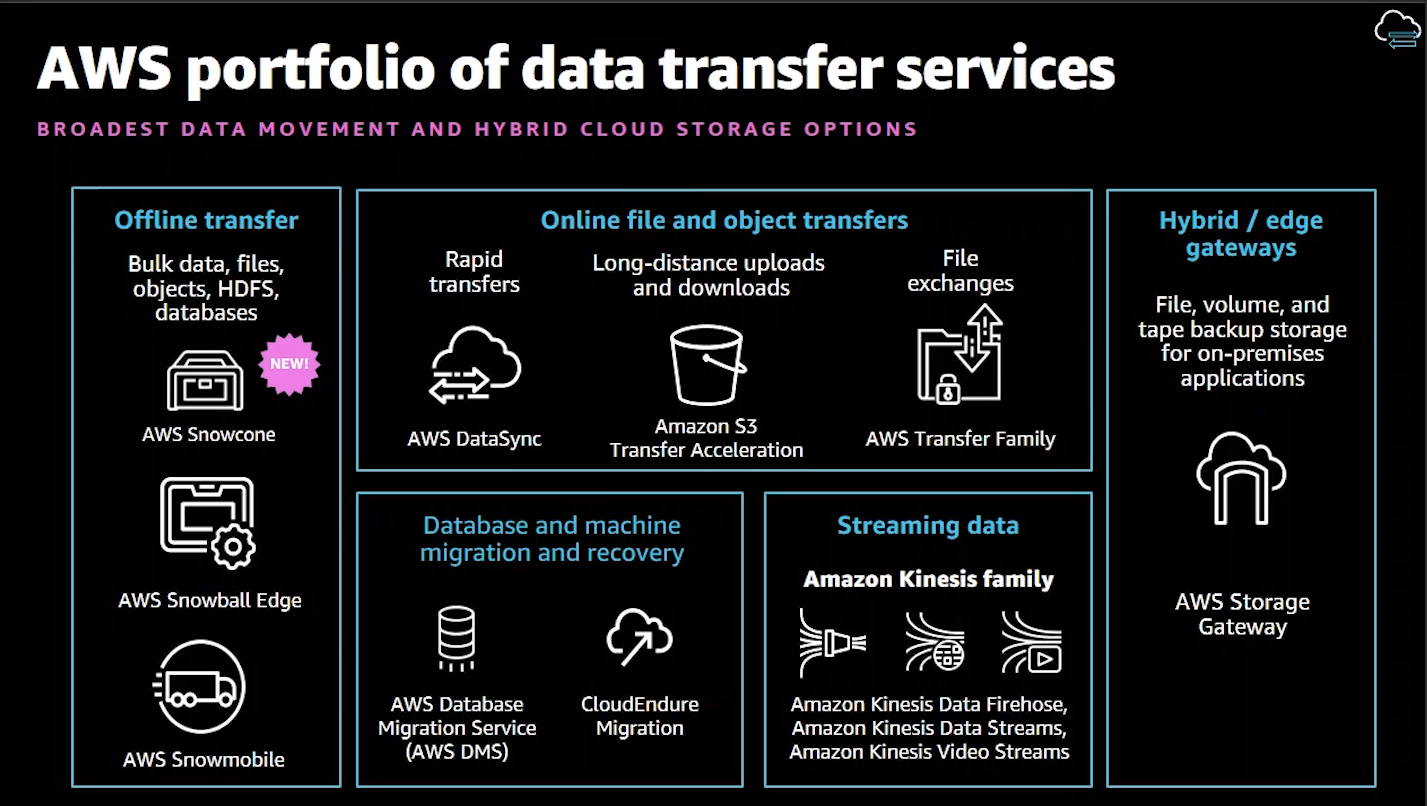 AWS portfolio of data transfer services
BROADEST DATA MOVEMENT AND HYBRID CLOUD STORAGE OPTIONS
Offline transfer
Bulk data, files,
objects, HDFS,
databases
NEW!
AWS Snowcone
AWS Snowball Edge
AWS Snowmobile
Online file and object transfers
Rapid
transfers
AWS DataSync
Long-distance uploads
and downloads
Amazon S3
Transfer Acceleration
File
exchanges
AWS Transfer Family
Database and machine
migration and recovery
AWS Database
Migration Service
(AWS DMS)
CloudEndure
Migration
Streaming data
Amazon Kinesis family
Amazon Kinesis Data Firehose,
Amazon Kinesis Data Streams,
Amazon Kinesis Video Streams
Hybrid / edge
gateways
File, volume, and
tape backup storage
for on-premises
applications
AWS Storage
Gateway